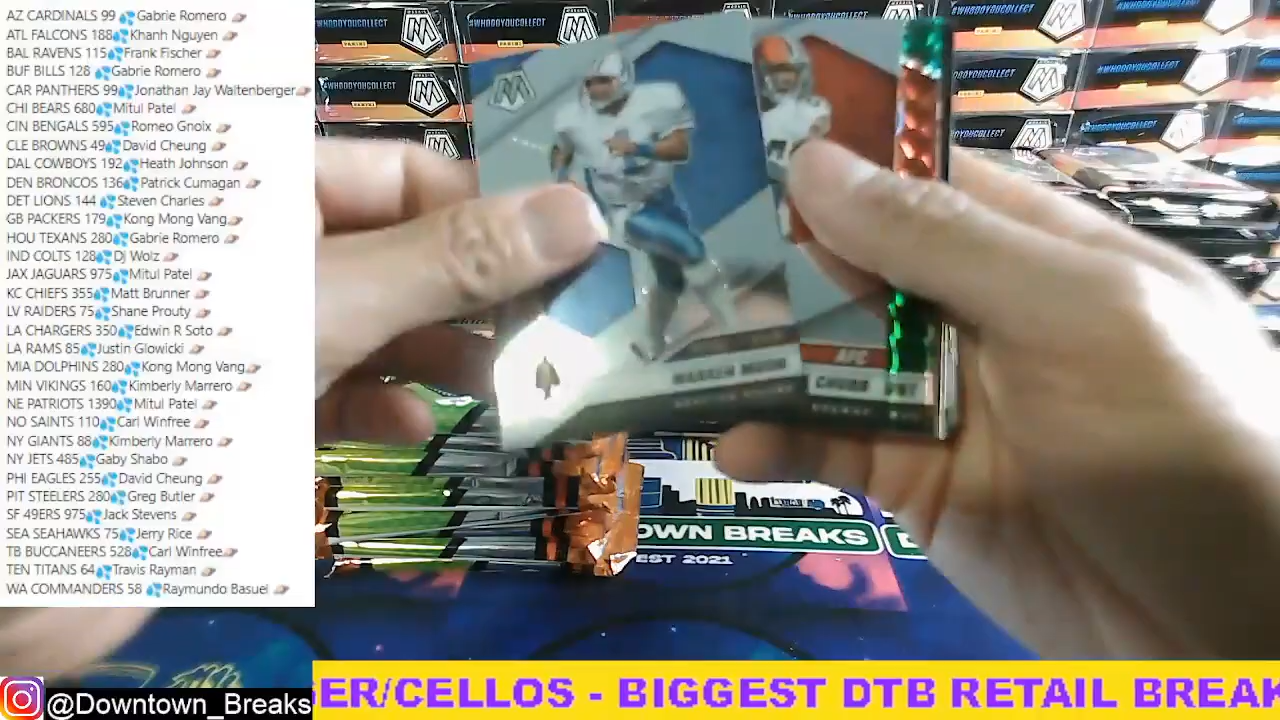 AZ CARDINALS 99 Gabrie Romero
ATL FALCONS 188 Khanh Nguyen
BAL RAVENS 115 Frank Fischer
BUF BILLS 128 Gabrie Romero
CAR PANTHERS 99 Jonathan Jay Waltenberger
CHI BEARS 680 Mitul Patel
CIN BENGALS 595 Romeo Gnoix
CLE BROWNS 49 David Cheung
DAL COWBOYS 192 Heath Johnson
DEN BRONCOS 136 Patrick Cumagan
DET LIONS 144 Steven Charles
GB PACKERS 179 Kong Mong Vang
HOU TEXANS 280 Gabrie Romero
IND COLTS 128 DJ Wolz
JAX JAGUARS 975 Mitul Patel
KC CHIEFS 355 Matt Brunner
LV RAIDERS 75 Shane Prouty
LA CHARGERS 350 Edwin R Soto
LA RAMS 85 Justin Glowicki
MIA DOLPHINS 280 Kong Mong Vang
MIN VIKINGS 160 Kimberly Marrero
NE PATRIOTS 1390 Mitul Patel
NO SAINTS 110 Carl Winfree
NY GIANTS 88 Kimberly Marrero
NY JETS 485 Gaby Shabo
PHI EAGLES 255 David Cheung
PIT STEELERS 280 Greg Butler
SF 49ERS 975 Jack Stevens
SEA SEAHAWKS 75 Jerry Rice
TB BUCCANEERS 528 Carl Winfree
TEN TITANS 64 Travis Rayman
WA COMMANDERS 58 Raymundo Basuel
#WHODOYOUCOLLECT
PANINI
WARREN MOON
AFC
CHUBB
OWN BREAKS
EST 2021
@Downtown_Breaks
GER/CELLOS - BIGGEST DTB RETAIL BREAK